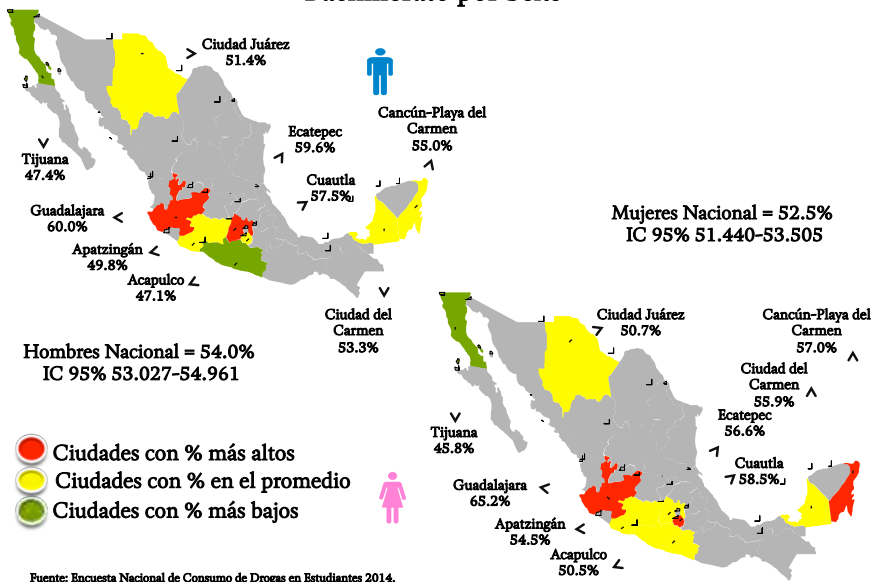 Bachillerato por Sexo
Ciudad Juárez
51.4%
Cancún-Playa del
Carmen
55.0%
Ecatepec
59.6%
Tijuana
47.4%
Cuautla
57.5%
Guadalajara
60.0%
Apatzingán
49.8%
Acapulco
47.1%
Ciudad del
Carmen
53.3%
Hombres Nacional = 54.0%
IC 95% 53.027-54.961
Mujeres Nacional = 52.5%
IC 95% 51.440-53.505
Ciudad Juárez
50.7%
Cancún-Playa del
Carmen
57.0%
Ciudad del
Carmen
55.9%
Ecatepec
56.6%
Tijuana
45.8%
Cuautla
58.5%
Guadalajara
65.2%
Apatzingán
54.5%
Acapulco
50.5%
Ciudades con % más altos
Ciudades con % en el promedio
Ciudades con % más bajos
Fuente: Encuesta Nacional de Consumo de Drogas en Estudiantes 2014.